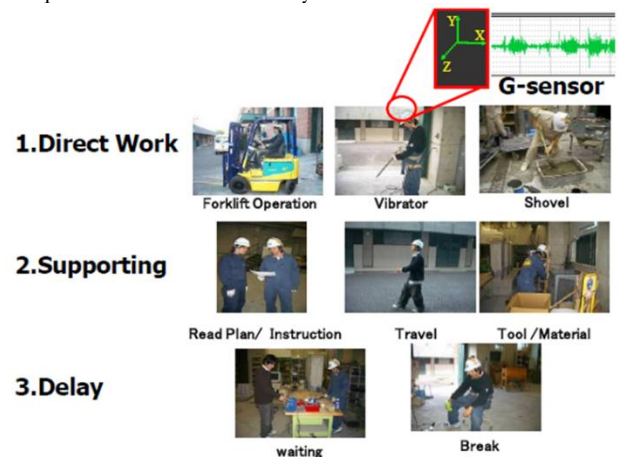 Y
X
Z
G-sensor
1.Direct Work
Forklift Operation
Vibrator
Shovel
2.Supporting
Read Plan/ Instruction
Travel
Tool /Material
3.Delay
waiting
Break